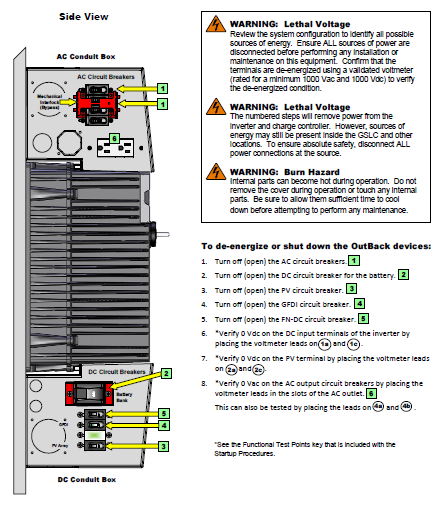 Side View
AC Conduit Box
AC Circuit Breakers
Mechanical
Interlock
(Bypass)
1
1
6
DC Circuit Breakers
2
Battery
Bank
GFDI
5
4
PV Array
3
DC Conduit Box
WARNING: Lethal Voltage
Review the system configuration to identify all possible
sources of energy. Ensure ALL sources of power are
disconnected before performing any installation or
maintenance on this equipment. Confirm that the
terminals are de-energized using a validated voltmeter
(rated for a minimum 1000 Vac and 1000 Vdc) to verify
the de-energized condition.
WARNING: Lethal Voltage
The numbered steps will remove power from the
inverter and charge controller. However, sources of
energy may still be present inside the GSLC and other
locations. To ensure absolute safety, disconnect ALL
power connections at the source.
WARNING: Burn Hazard
Internal parts can become hot during operation. Do not
remove the cover during operation or touch any internal
parts. Be sure to allow them sufficient time to cool
down before attempting to perform any maintenance.
To de-energize or shut down the OutBack devices:
1. Turn off (open) the AC circuit breakers. 1
2. Turn off (open) the DC circuit breaker for the battery. 2
3. Turn off (open) the PV circuit breaker. 3
4. Turn off (open) the GFDI circuit breaker. 4
5. Turn off (open) the FN-DC circuit breaker. 5
6. *Verify 0 Vdc on the DC input terminals of the inverter by
placing the voltmeter leads on 1a and 1c.
7. *Verify 0 Vdc on the PV terminal by placing the voltmeter leads
on 2a and 2c.
8. *Verify 0 Vac on the AC output circuit breakers by placing the
voltmeter leads in the slots of the AC outlet. 6
This can also be tested by placing the leads on 4a and 4b .
*See the Functional Test Points key that is included with the
Startup Procedures.